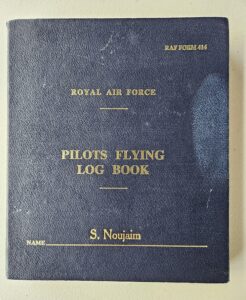 RAF FORM 414
ROYAL AIR FORCE
PILOTS FLYING
LOG BOOK
S. Noujaim
NAME